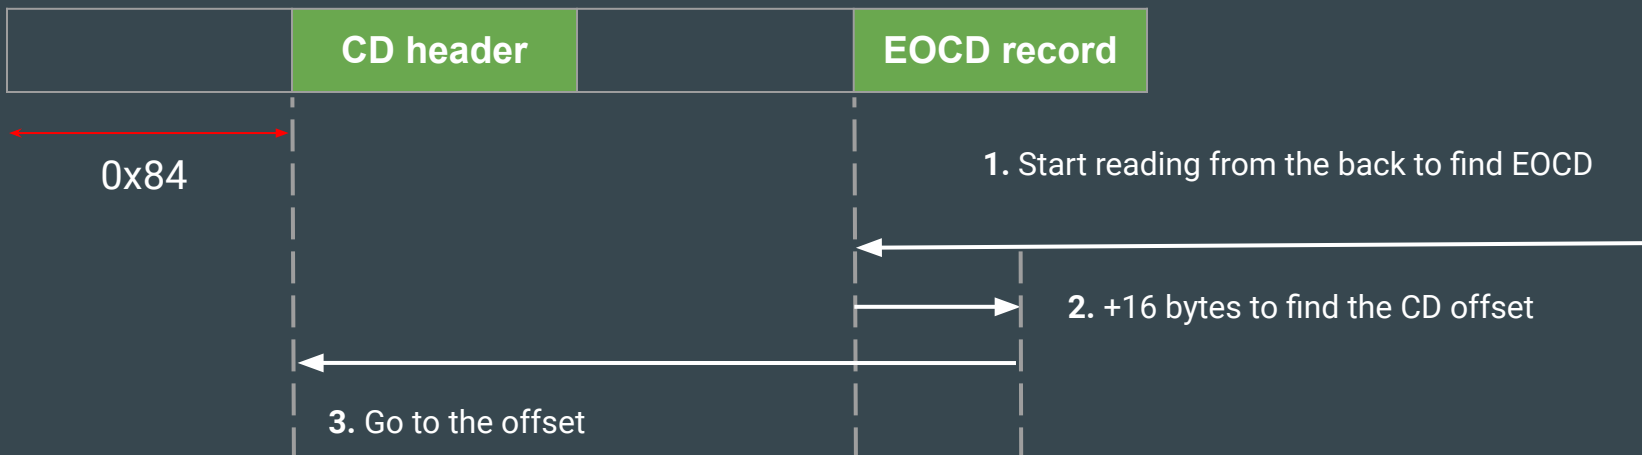 CD header
EOCD record
0x84
1. Start reading from the back to find EOCD
2. +16 bytes to find the CD offset
3. Go to the offset